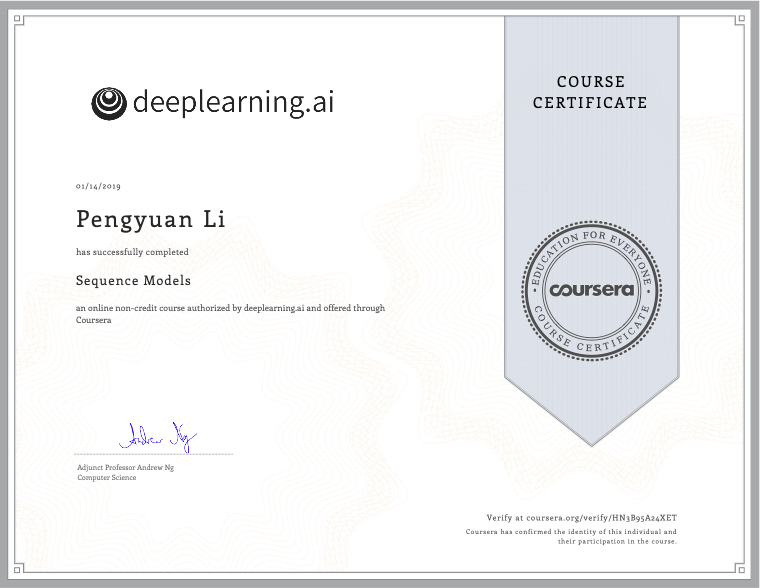 deeplearning.ai
COURSE
CERTIFICATE
01/14/2019
Pengyuan Li
has successfully completed
Sequence Models
an online non-credit course authorized by deeplearning.ai and offered through
Coursera
EDUCATION FOR EVERYONE
coursera
COURSE CERTIFICATE
Andrew Ng
Adjunct Professor Andrew Ng
Computer Science
Verify at coursera.org/verify/HN3B95A24XET
Coursera has confirmed the identity of this individual and
their participation in the course.